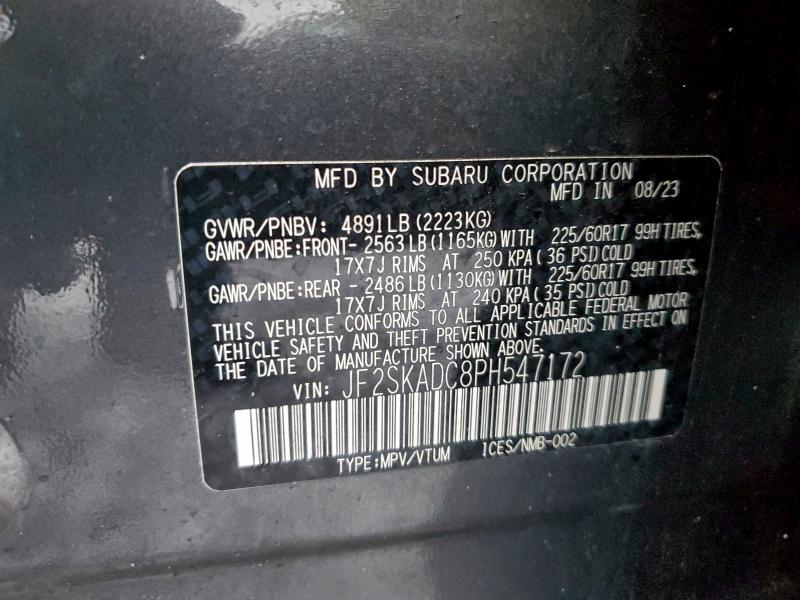 MFD BY SUBARU CORPORATION
MFD IN 08/23
GVWR/PNBV: 4891LB(2223KG)
GAWR/PNBE:FRONT- 2563LB(1165KG)WITH 225/60R17 99H TIRES,
17X7J RIMS AT 250 KPA( 36 PSI)COLD
GAWR/PNBE:REAR - 2486LB(1130KG)WITH 225/60R17 99H TIRES,
17X7J RIMS AT 240 KPA( 35 PSI)COLD
THIS VEHICLE CONFORMS TO ALL APPLICABLE FEDERAL MOTOR
VEHICLE SAFETY AND THEFT PREVENTION STANDARDS IN EFFECT ON
THE DATE OF MANUFACTURE SHOWN ABOVE.
VIN: JF2SKADC8PH547172
TYPE:MPV/VTUM ICES/NMB-002